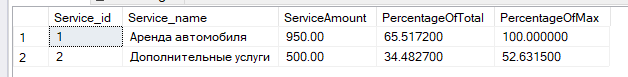 Service_id Service_name ServiceAmount PercentageOfTotal PercentageOfMax
1 1 Аренда автомобиля 950.00 65.517200 100.000000
2 2 Дополнительные услуги 500.00 34.482700 52.631500